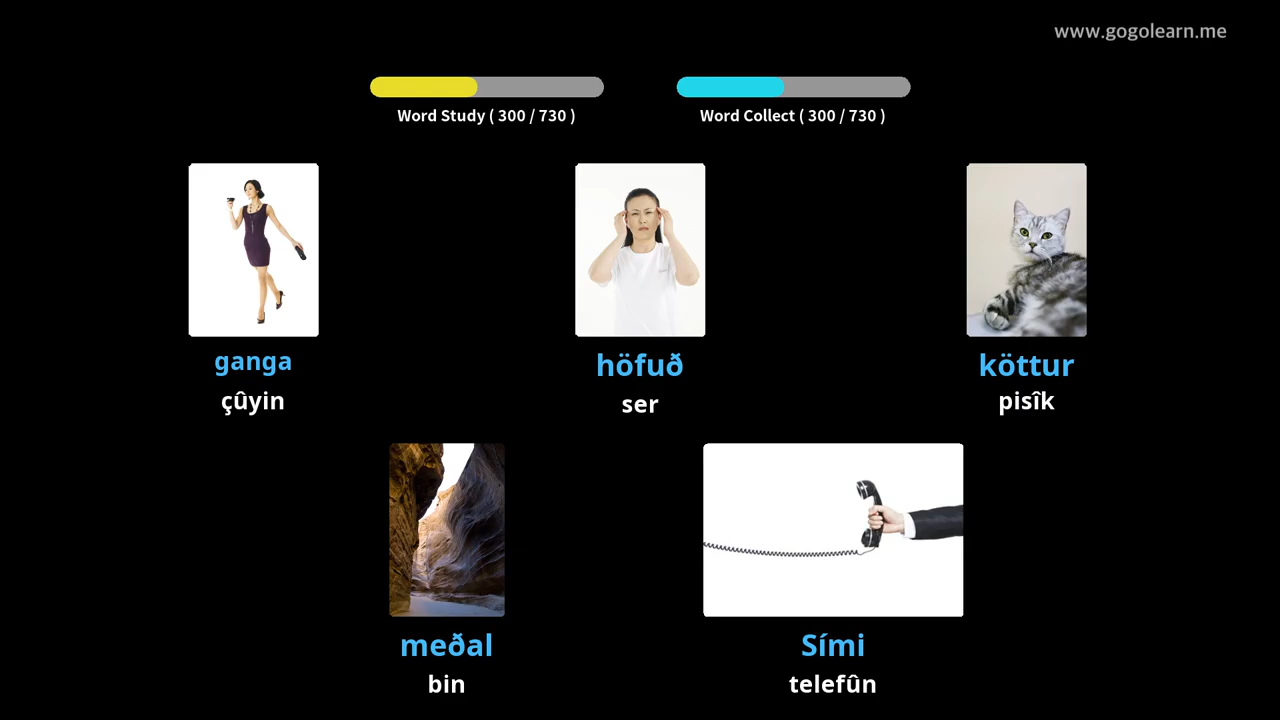 www.gogolearn.me
Word Study ( 300 / 730 )
Word Collect ( 300 / 730 )
ganga
çûyin
höfuð
ser
köttur
pisîk
meðal
bin
Sími
telefûn